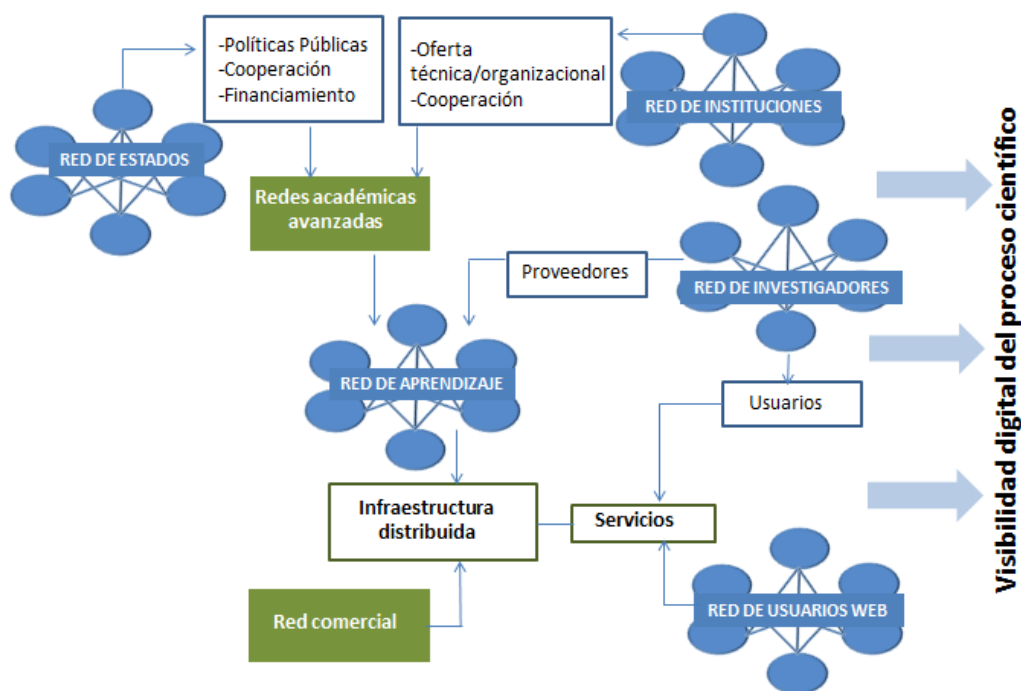 -Políticas Públicas
-Cooperación
-Financiamiento
-Oferta
técnica/organizacional
-Cooperación
RED DE INSTITUCIONES
RED DE ESTADOS
Redes académicas
avanzadas
Proveedores
RED DE INVESTIGADORES
RED DE APRENDIZAJE
Usuarios
Infraestructura
distribuida
Servicios
Red comercial
RED DE USUARIOS WEB
Visibilidad digital del proceso científico